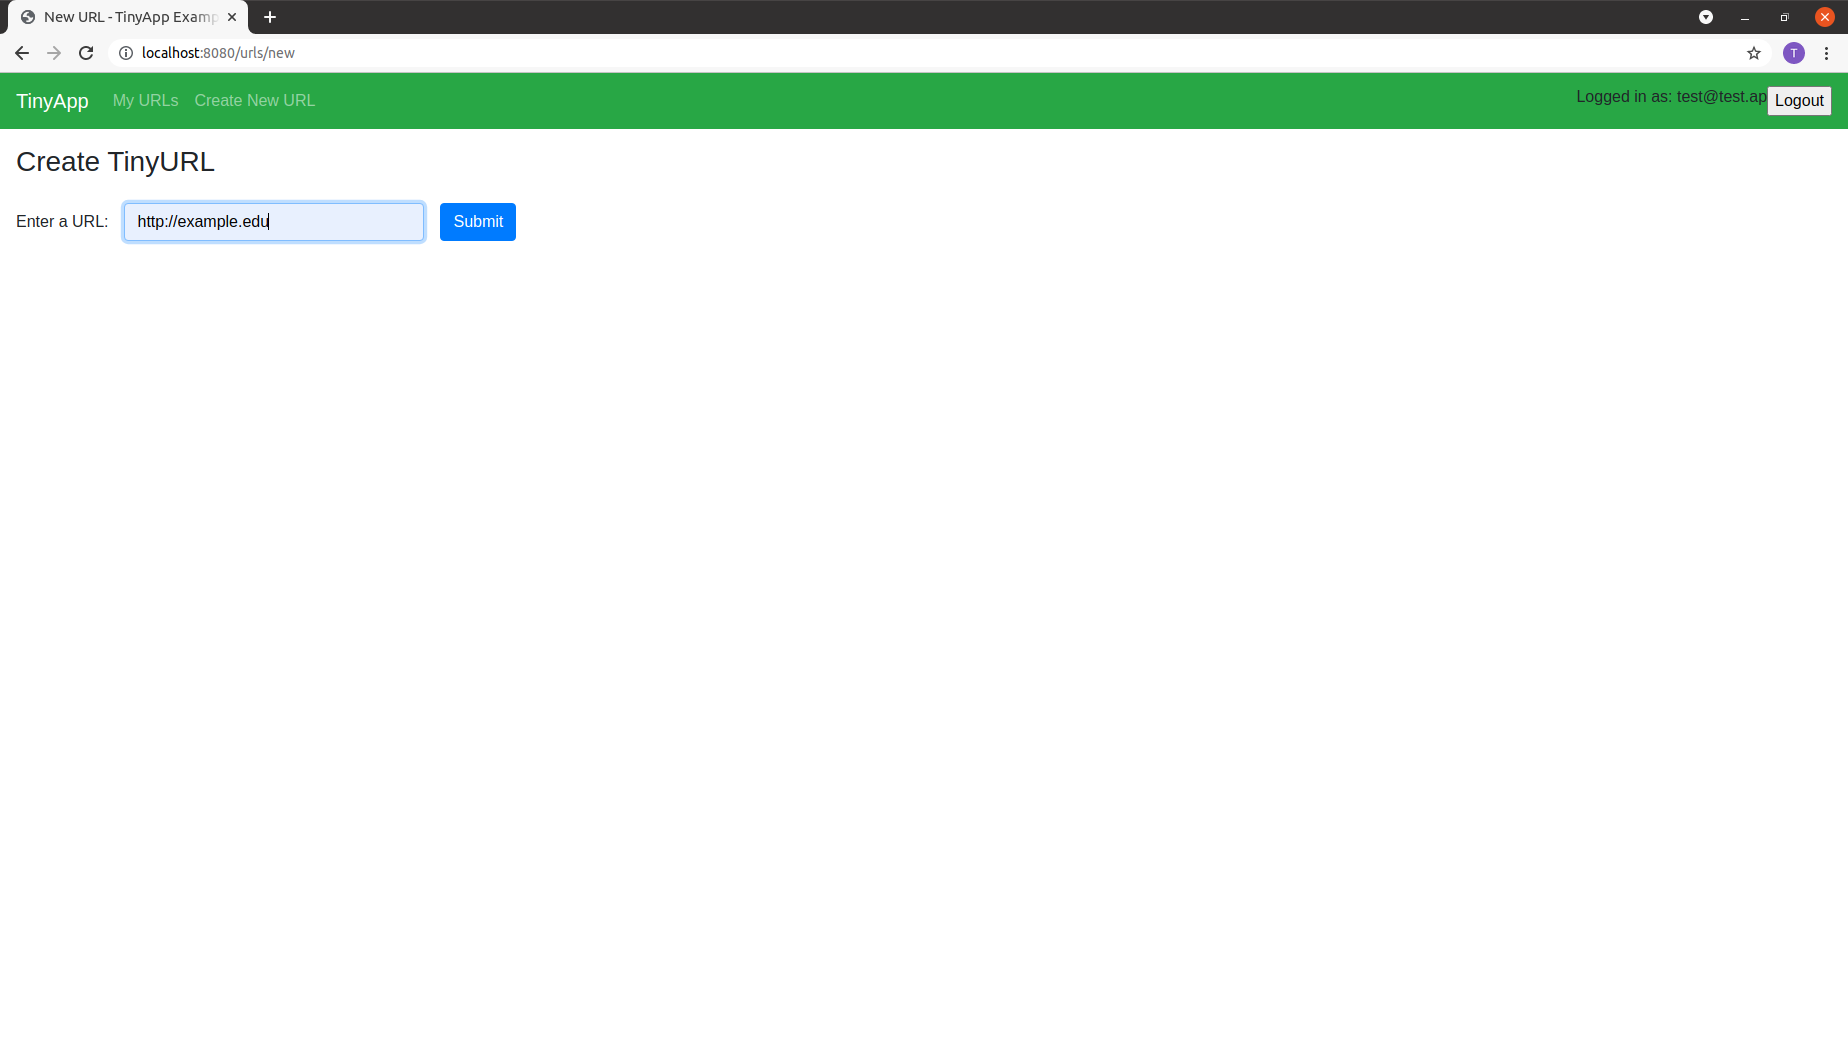 New URL - TinyApp Examp
localhost:8080/urls/new
T
TinyApp My URLs Create New URL Logged in as: test@test.ap Logout
Create TinyURL
Enter a URL: http://example.edu Submit